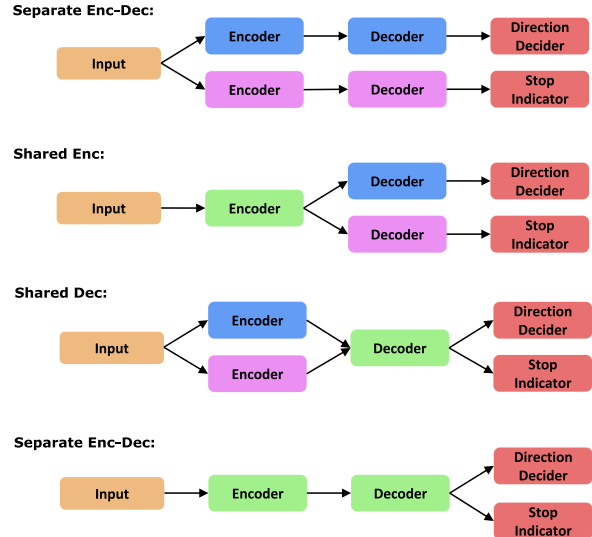 Separate Enc–Dec:
Input
Encoder
Decoder
Direction
Decider
Encoder
Decoder
Stop
Indicator
Shared Enc:
Input
Encoder
Decoder
Direction
Decider
Decoder
Stop
Indicator
Shared Dec:
Input
Encoder
Encoder
Decoder
Direction
Decider
Stop
Indicator
Separate Enc–Dec:
Input
Encoder
Decoder
Direction
Decider
Stop
Indicator